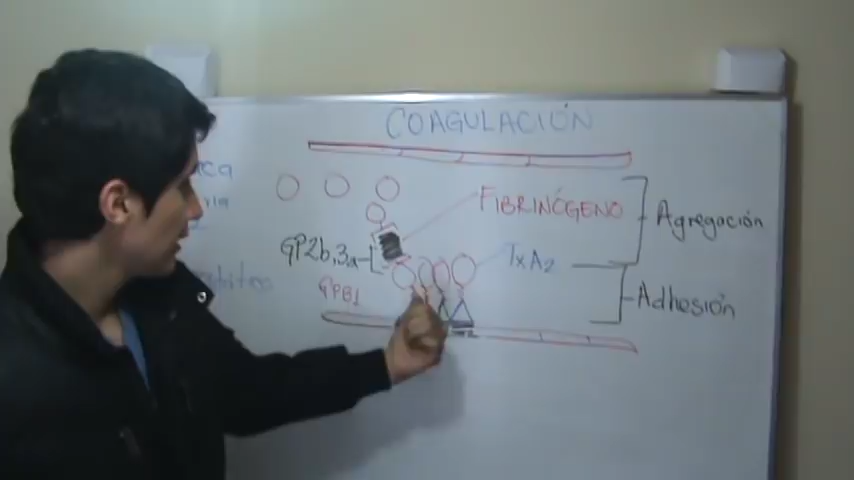 COAGULACIÓN
FIBRINÓGENO
Agregación
GP2b,3a
TxA2
Adhesión
GPB1